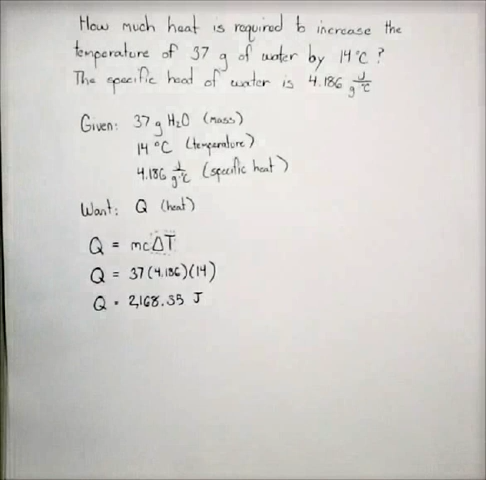 How much heat is required to increase the
temperature of 37 g of water by 14 °C ?
The specific heat of water is 4.186 J/g °C
Given: 37 g H₂O (mass)
14 °C (temperature)
4.186 J/g·°C (specific heat)
Want: Q (heat)
Q = mcΔT
Q = 37(4.186)(14)
Q = 2,168.35 J